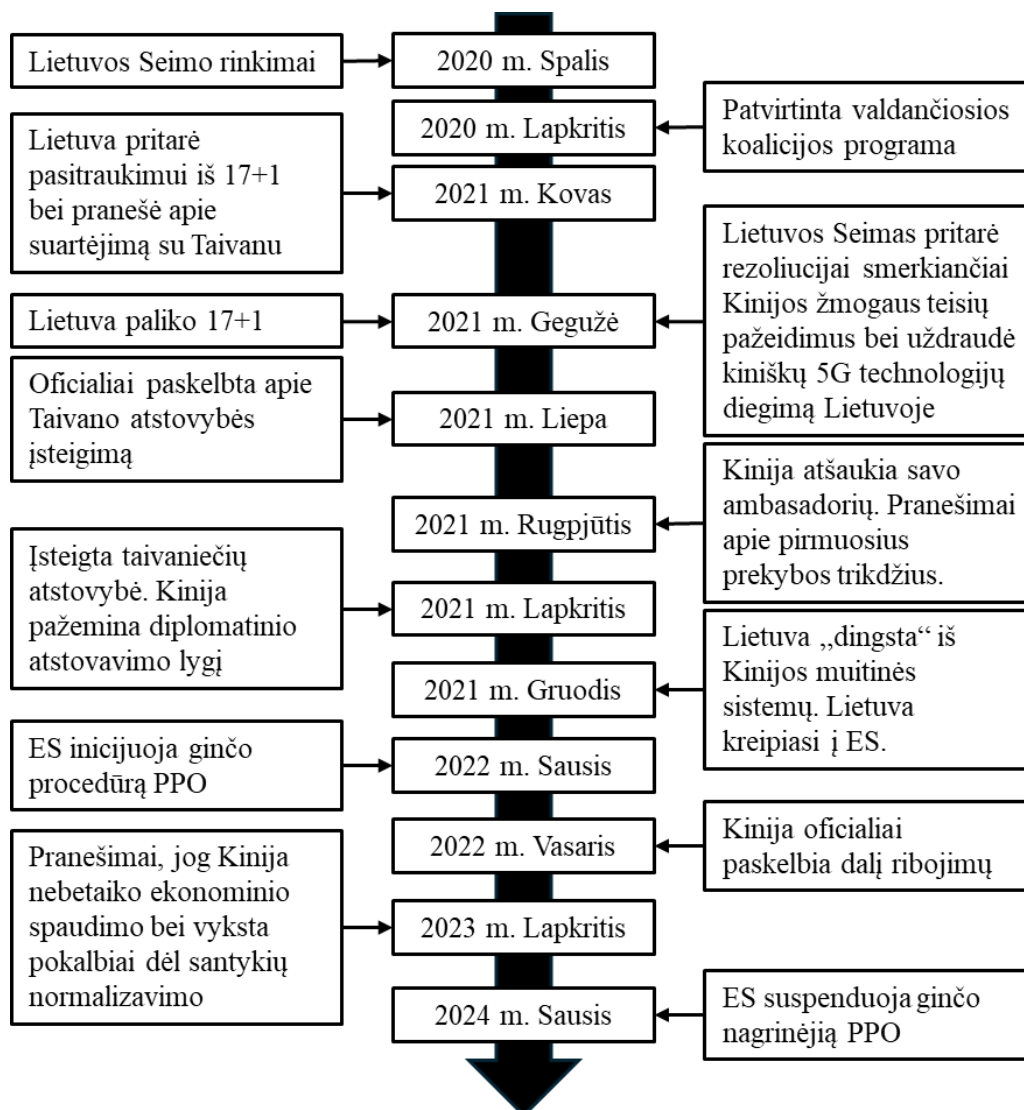 Lietuvos Seimo rinkimai
2020 m. Spalis
2020 m. Lapkritis
Patvirtinta valdančiosios
koalicijos programa
Lietuva pritarė
pasitraukimui iš 17+1
bei pranešė apie
suartėjimą su Taivanu
2021 m. Kovas
Lietuva paliko 17+1
2021 m. Gegužė
Lietuvos Seimas pritarė
rezoliucijai smerkiančiai
Kinijos žmogaus teisių
pažeidimus bei uždraudė
kiniškų 5G technologijų
diegimą Lietuvoje
Oficialiai paskelbta apie
Taivano atstovybės
įsteigimą
2021 m. Liepa
2021 m. Rugpjūtis
Kinija atšaukia savo
ambasadorių. Pranešimai
apie pirmuosius
prekybos trikdžius.
Įsteigta taivaniečių
atstovybė. Kinija
pažemina diplomatinio
atstovavimo lygį
2021 m. Lapkritis
2021 m. Gruodis
Lietuva „dingsta“ iš
Kinijos muitinės
sistemų. Lietuva
kreipiasi į ES.
ES inicijuoja ginčo
procedūrą PPO
2022 m. Sausis
2022 m. Vasaris
Kinija oficialiai
paskelbia dalį ribojimų
Pranešimai, jog Kinija
nebetaiko ekonominio
spaudimo bei vyksta
pokalbiai dėl santykių
normalizavimo
2023 m. Lapkritis
2024 m. Sausis
ES suspenduoja ginčo
nagrinėjią PPO